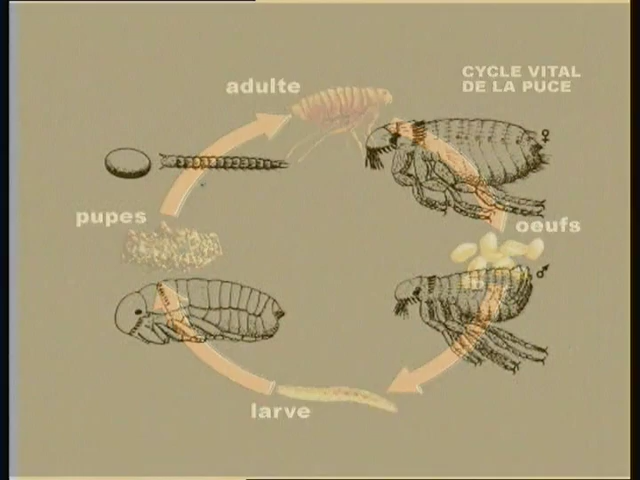 adulte
CYCLE VITAL
DE LA PUCE
♀
pupes
oeufs
♂
larve